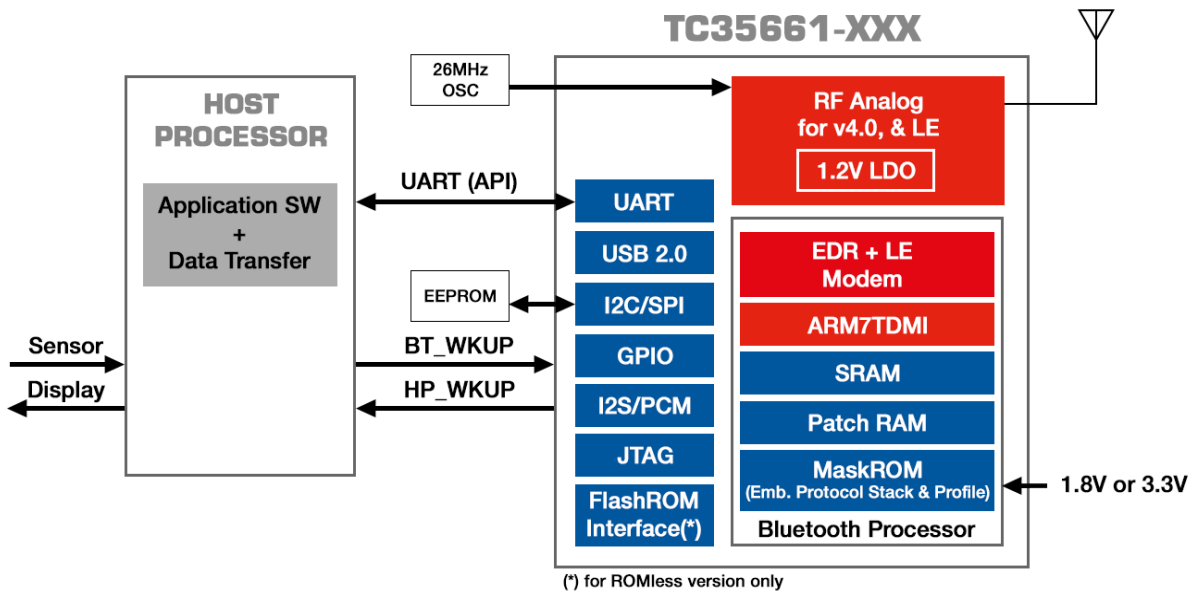 TC35661-XXX
HOST
PROCESSOR
Application SW
+
Data Transfer
Sensor
Display
26MHz
OSC
UART (API)
EEPROM
BT_WKUP
HP_WKUP
UART
USB 2.0
I2C/SPI
GPIO
I2S/PCM
JTAG
FlashROM
Interface(*)
RF Analog
for v4.0, & LE
1.2V LDO
EDR + LE
Modem
ARM7TDMI
SRAM
Patch RAM
MaskROM
(Emb. Protocol Stack & Profile)
Bluetooth Processor
1.8V or 3.3V
(*) for ROMless version only